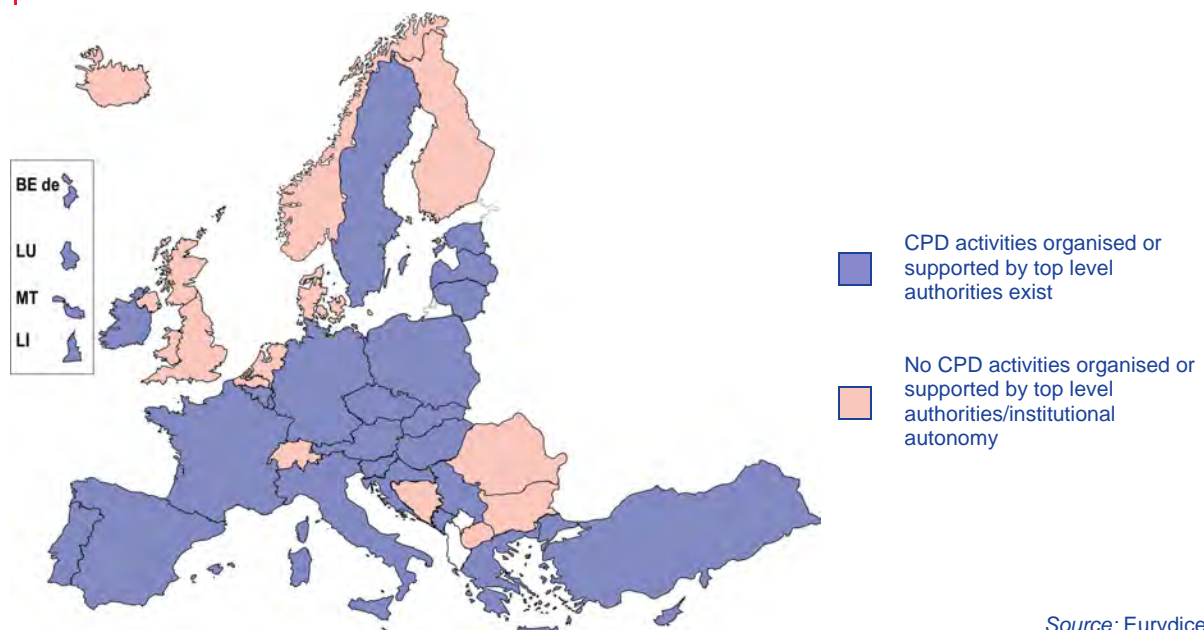 BE de
LU
MT
LI
CPD activities organised or
supported by top level
authorities exist
No CPD activities organised or
supported by top level
authorities/institutional
autonomy
Source: Eurydice